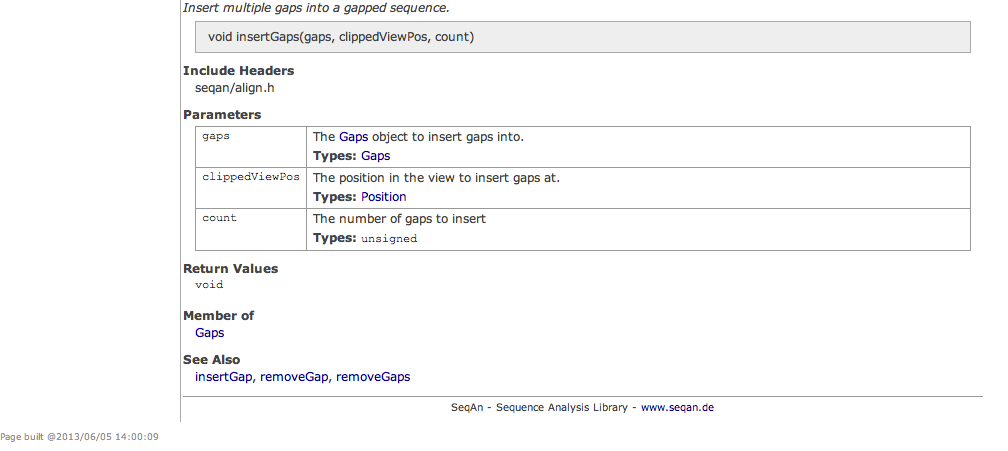 Insert multiple gaps into a gapped sequence.
void insertGaps(gaps, clippedViewPos, count)
Include Headers
seqan/align.h
Parameters
gaps The Gaps object to insert gaps into.
Types: Gaps
clippedViewPos The position in the view to insert gaps at.
Types: Position
count The number of gaps to insert
Types: unsigned
Return Values
void
Member of
Gaps
See Also
insertGap, removeGap, removeGaps
SeqAn - Sequence Analysis Library - www.seqan.de
Page built @2013/06/05 14:00:09